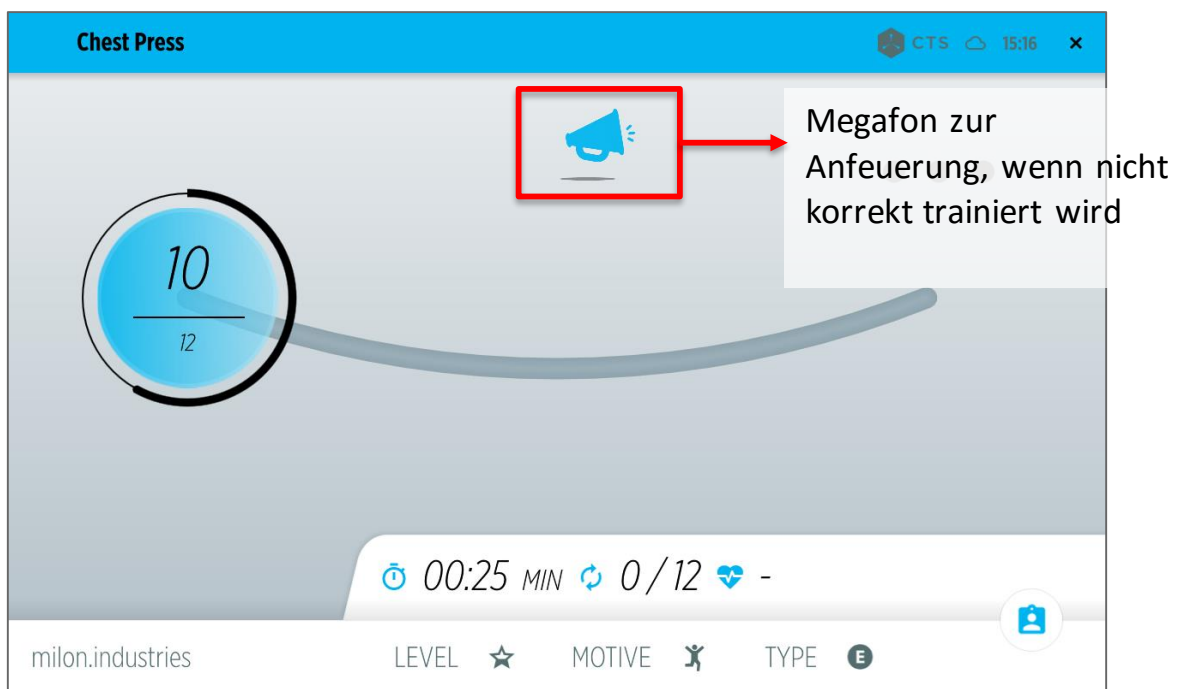 Chest Press
CTS 15:16 ×
Megafon zur
Anfeuerung, wenn nicht
korrekt trainiert wird
10
12
00:25 MIN 0/12 -
milon.industries LEVEL MOTIVE TYPE E